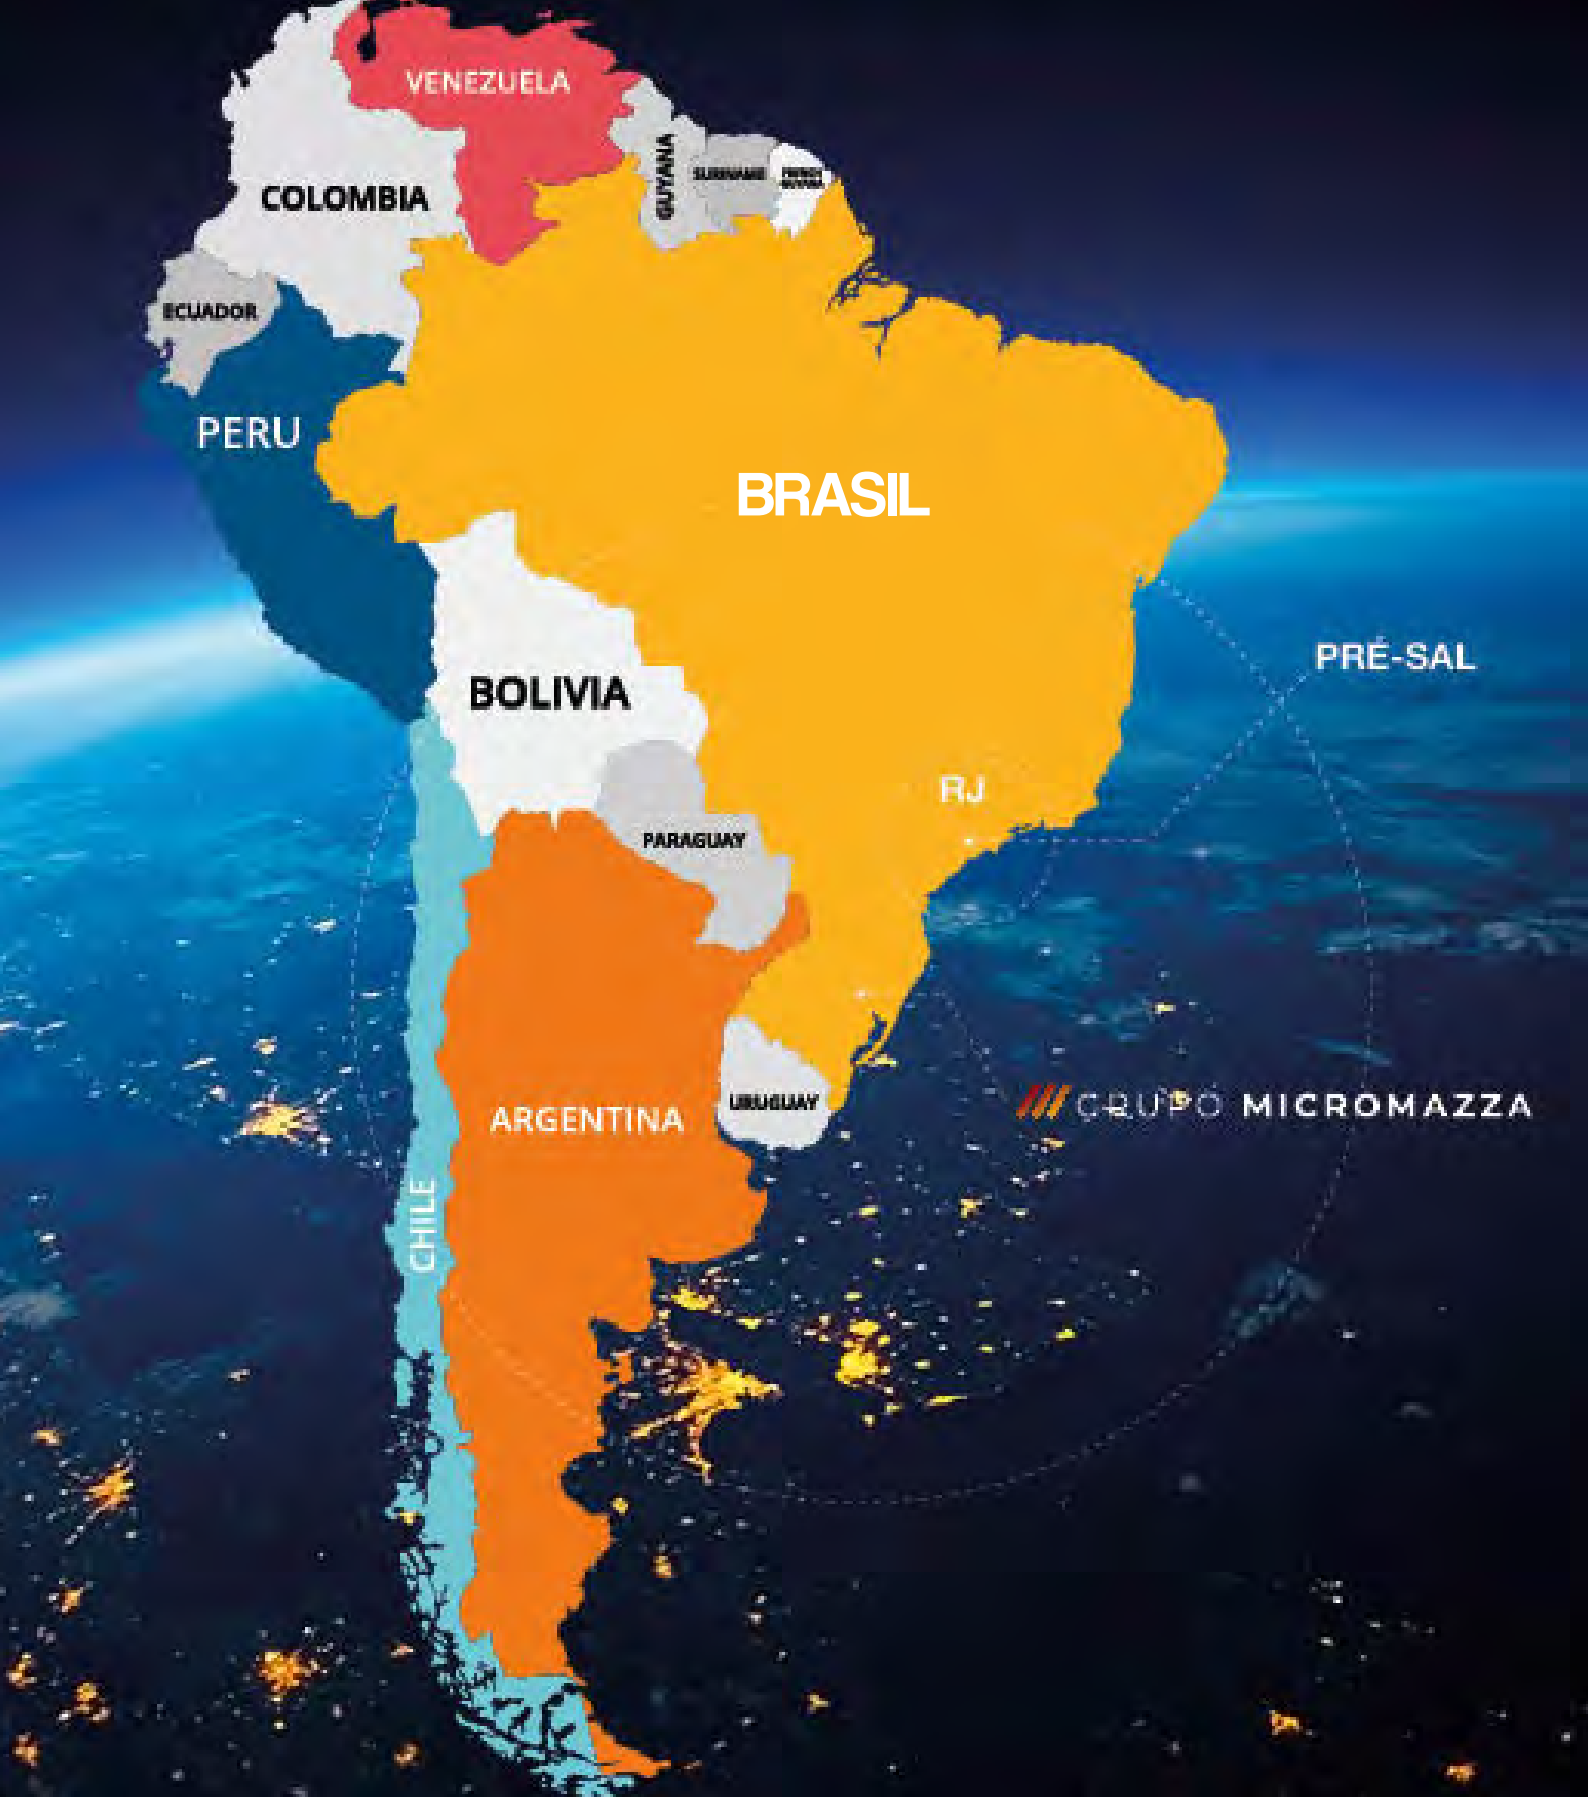 VENEZUELA
GUYANA
SURINAME
COLOMBIA
ECUADOR
PERU
BRASIL
PRÉ-SAL
BOLIVIA
RJ
PARAGUAY
ARGENTINA
URUGUAY
GRUPO MICROMAZZA
CHILE